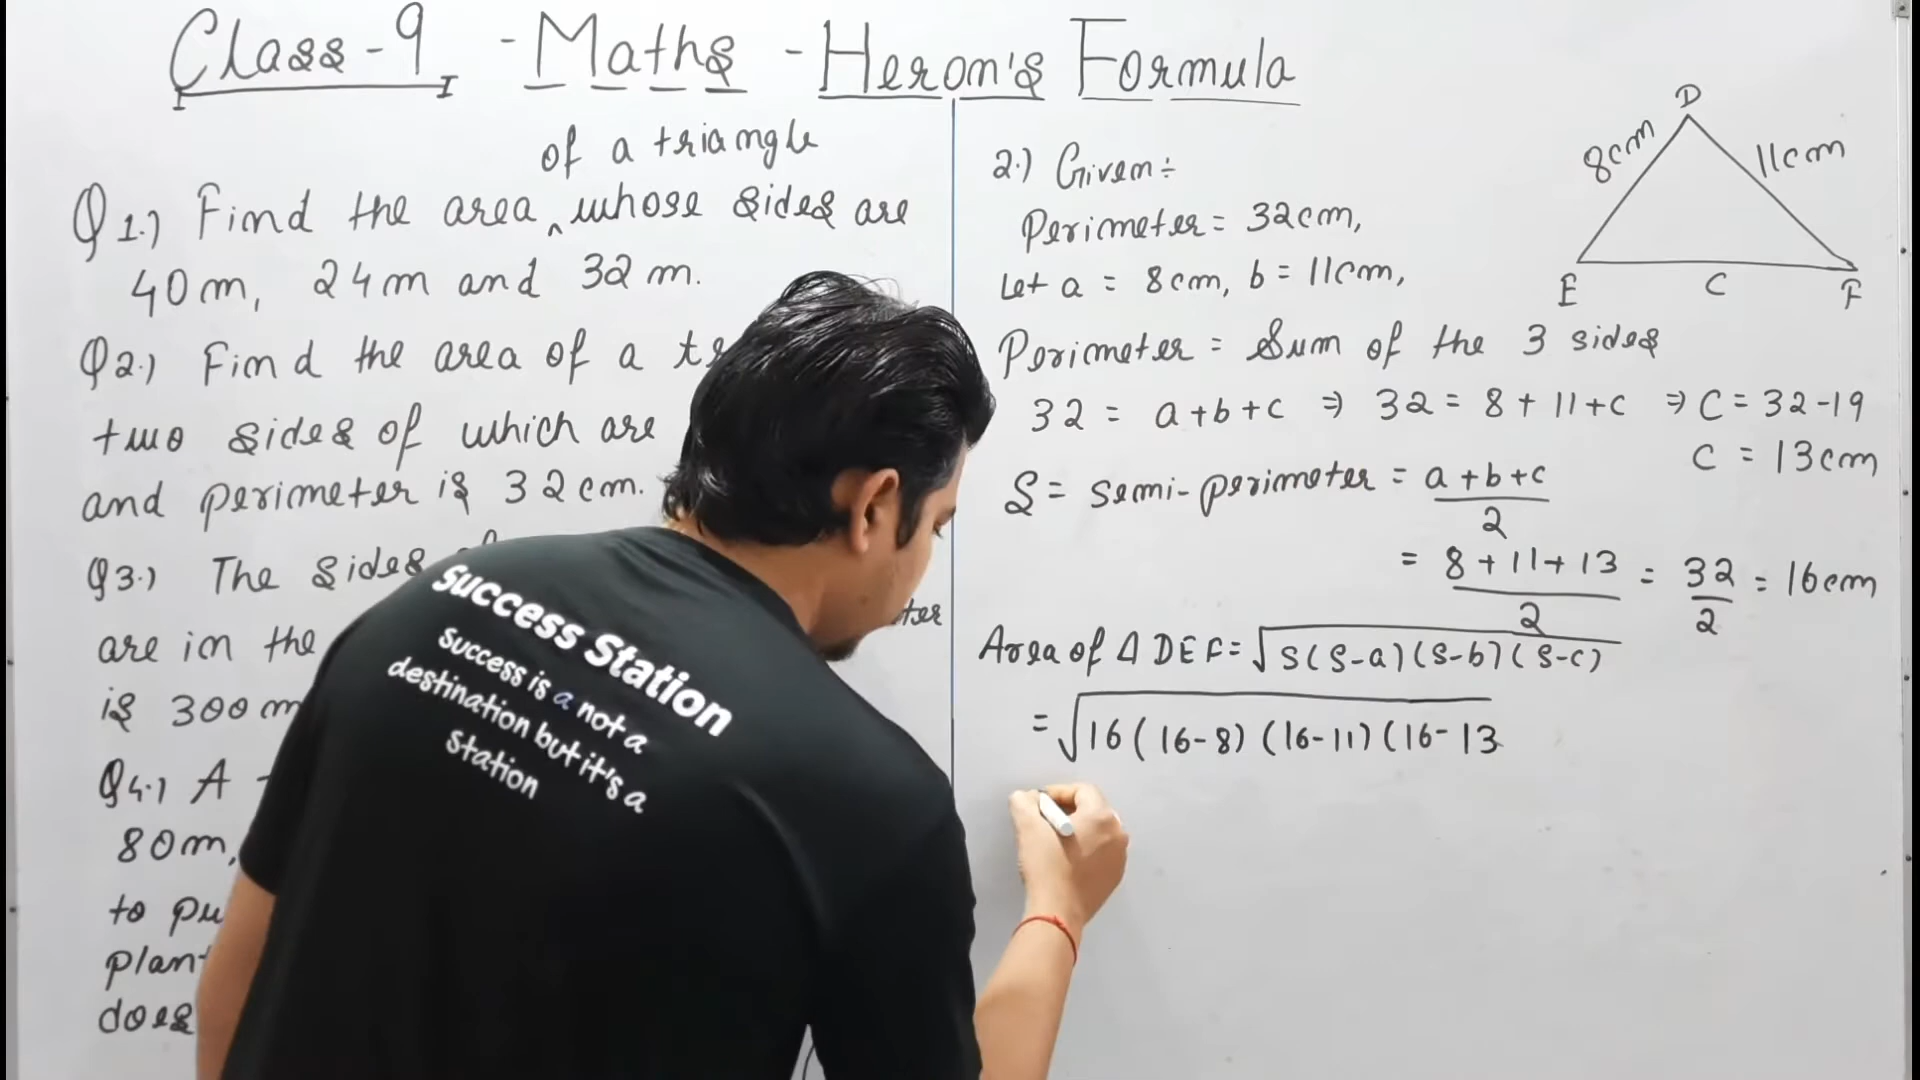 Class-9 - Maths - Heron's Formula
of a triangle
Q1.) Find the area ^ whose sides are
40m, 24m and 32 m.
Q2.) Find the area of a
two sides of which are
and perimeter is 32cm.
Q3.) The sides
are in the
is 300m
Q4.) A
80m,
to
does
2.) Given÷
Perimeter = 32cm,
Let a = 8cm, b = 11cm,
Perimeter = Sum of the 3 sides
32 = a+b+c ⇒ 32 = 8 + 11+c ⇒ C = 32-19
C = 13cm
S = Semi-perimeter = a+b+c
2
= 8+11+13 = 32 = 16cm
2 2
Area of Δ DEF = √S(S-a)(S-b)(S-c)
= √16(16-8)(16-11)(16-13
D
8cm
11cm
E C F
Success Station
Success is a not a
destination but it's a
Station